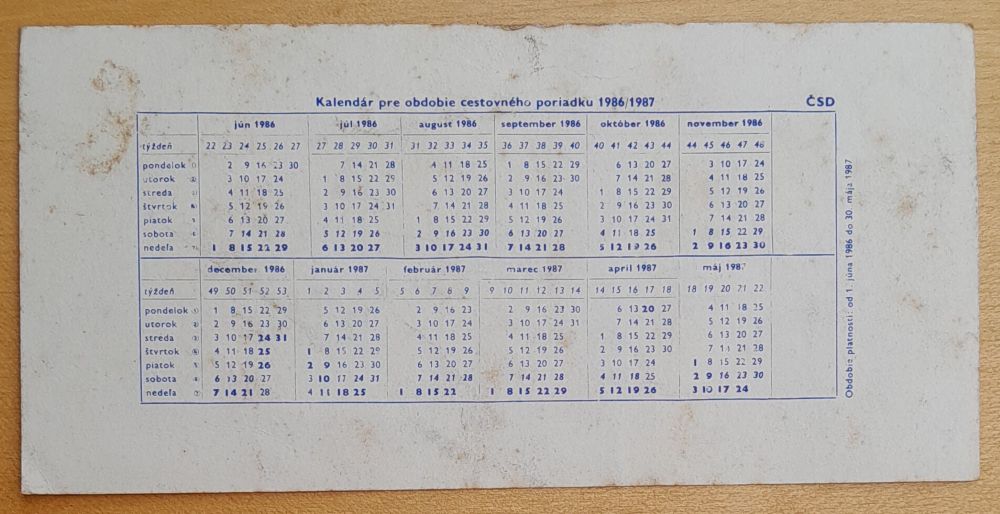 Kalendár pre obdobie cestovného poriadku 1986/1987 ČSD
jún 1986 júl 1986 august 1986 september 1986 október 1986 november 1986
týždeň 22 23 24 25 26 27 27 28 29 30 31 31 32 33 34 35 36 37 38 39 40 40 41 42 43 44 44 45 46 47 48
pondelok 2 9 16 23 30 7 14 21 28 4 11 18 25 1 8 15 22 29 6 13 20 27 3 10 17 24
utorok 3 10 17 24 1 8 15 22 29 5 12 19 26 2 9 16 23 30 7 14 21 28 4 11 18 25
streda 4 11 18 25 2 9 16 23 30 6 13 20 27 3 10 17 24 1 8 15 22 29 5 12 19 26
štvrtok 5 12 19 26 3 10 17 24 31 7 14 21 28 4 11 18 25 2 9 16 23 30 6 13 20 27
piatok 6 13 20 27 4 11 18 25 1 8 15 22 29 5 12 19 26 3 10 17 24 31 7 14 21 28
sobota 7 14 21 28 5 12 19 26 2 9 16 23 30 6 13 20 27 4 11 18 25 1 8 15 22 29
nedeľa 1 8 15 22 29 6 13 20 27 3 10 17 24 31 7 14 21 28 5 12 19 26 2 9 16 23 30
december 1986 január 1987 február 1987 marec 1987 apríl 1987 máj 1987
týždeň 49 50 51 52 53 1 2 3 4 5 5 6 7 8 9 9 10 11 12 13 14 14 15 16 17 18 18 19 20 21 22
pondelok 1 8 15 22 29 5 12 19 26 2 9 16 23 2 9 16 23 30 6 13 20 27 4 11 18 25
utorok 2 9 16 23 30 6 13 20 27 3 10 17 24 3 10 17 24 31 7 14 21 28 5 12 19 26
streda 3 10 17 24 31 7 14 21 28 4 11 18 25 4 11 18 25 1 8 15 22 29 6 13 20 27
štvrtok 4 11 18 25 1 8 15 22 29 5 12 19 26 5 12 19 26 2 9 16 23 30 7 14 21 28
piatok 5 12 19 26 2 9 16 23 30 6 13 20 27 6 13 20 27 3 10 17 24 1 8 15 22 29
sobota 6 13 20 27 3 10 17 24 31 7 14 21 28 7 14 21 28 4 11 18 25 2 9 16 23 30
nedeľa 7 14 21 28 4 11 18 25 1 8 15 22 1 8 15 22 29 5 12 19 26 3 10 17 24
Obdobie platnosti: od 1. júna 1986 do 30. mája 1987